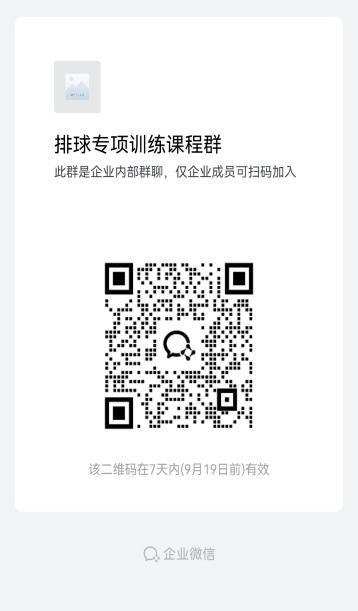 排球专项训练课程群
此群是企业内部群聊，仅企业成员可扫码加入
该二维码在7天内(9月19日前)有效
企业微信